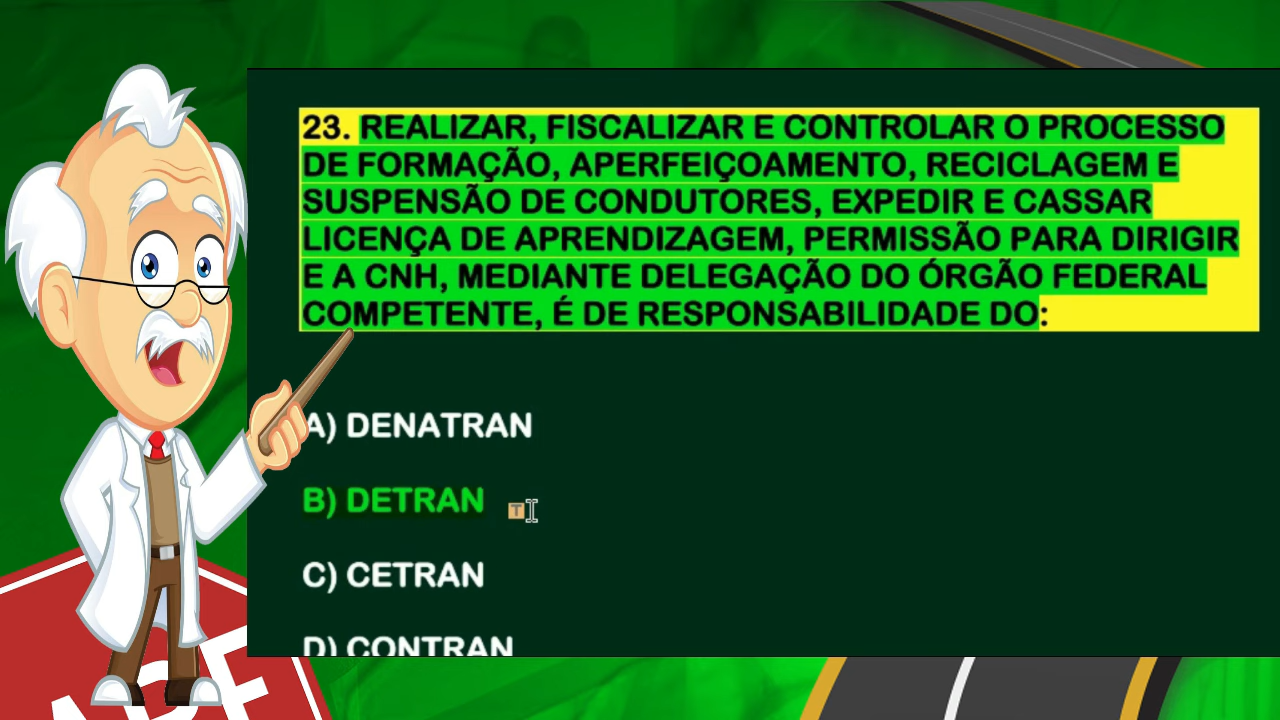 23. REALIZAR, FISCALIZAR E CONTROLAR O PROCESSO
DE FORMAÇÃO, APERFEIÇOAMENTO, RECICLAGEM E
SUSPENSÃO DE CONDUTORES, EXPEDIR E CASSAR
LICENÇA DE APRENDIZAGEM, PERMISSÃO PARA DIRIGIR
E A CNH, MEDIANTE DELEGAÇÃO DO ÓRGÃO FEDERAL
COMPETENTE, É DE RESPONSABILIDADE DO:
A) DENATRAN
B) DETRAN
T
C) CETRAN
D) CONTRAN